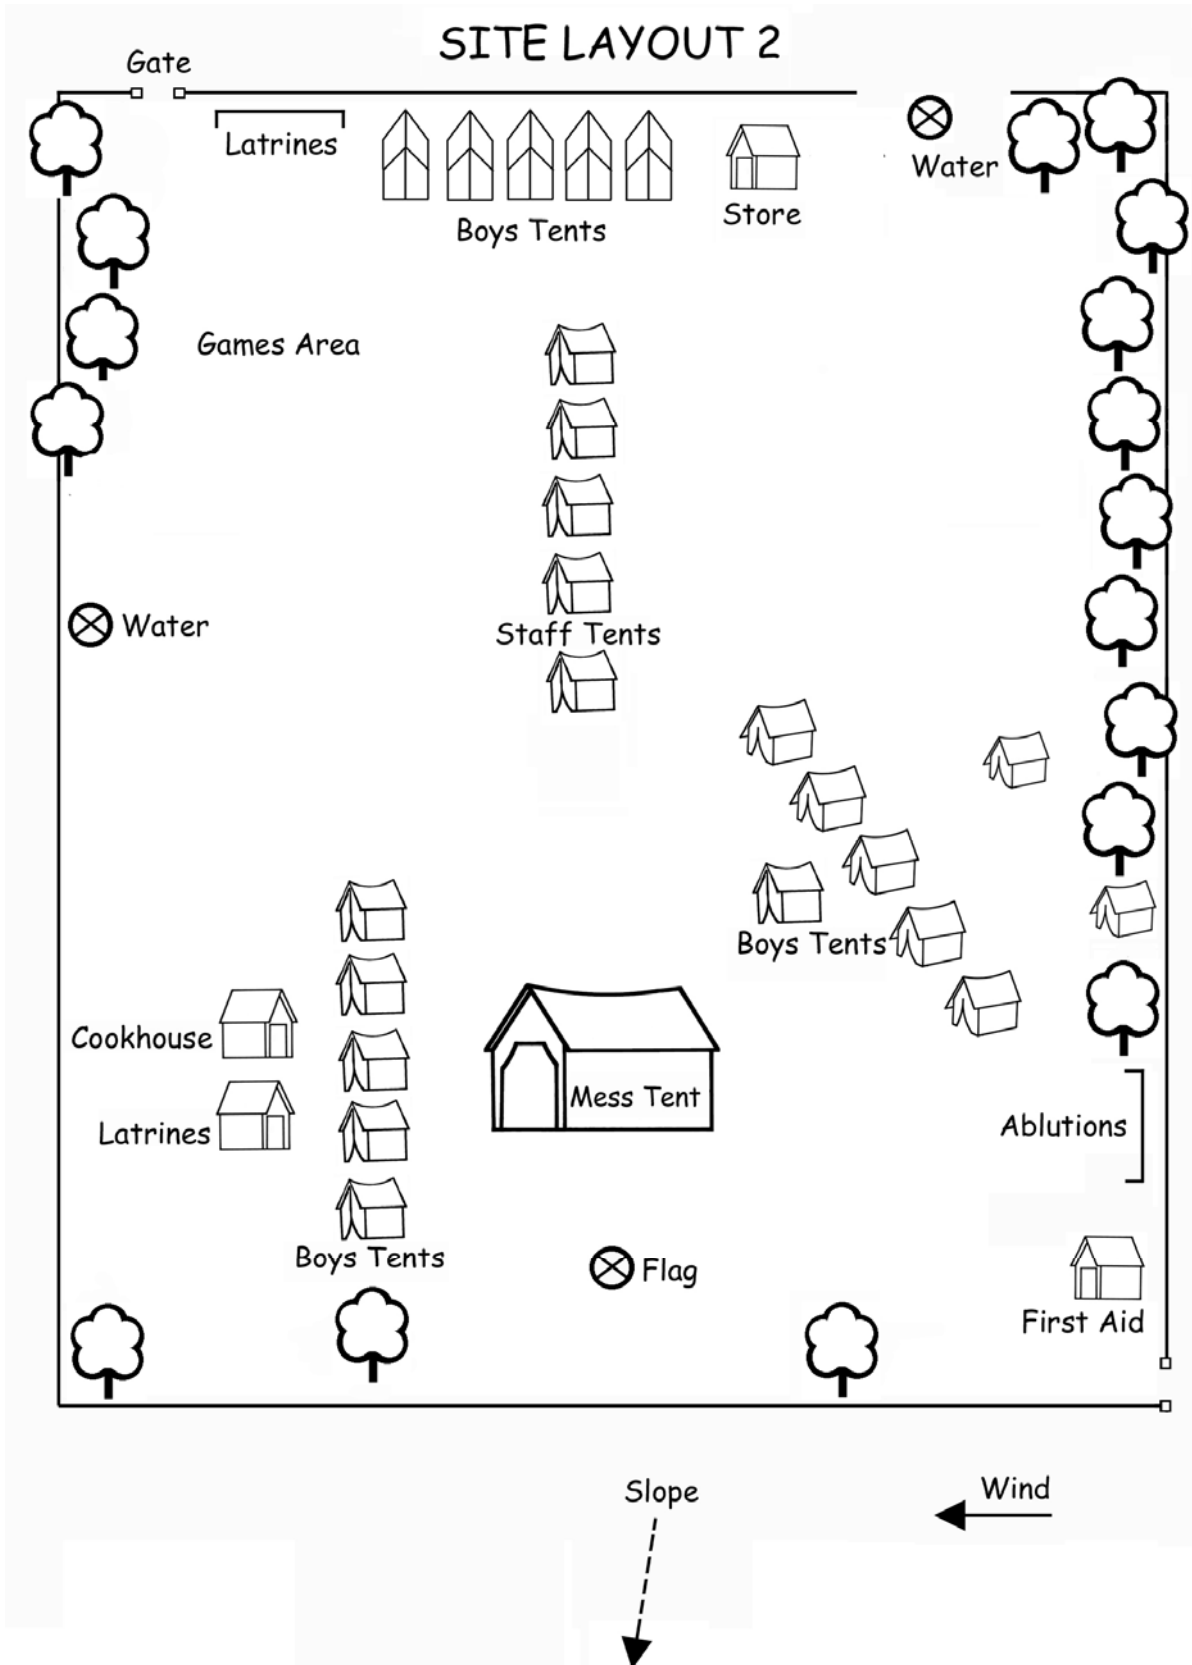 SITE LAYOUT 2
Gate
Latrines
Water
Store
Boys Tents
Games Area
Water
Staff Tents
Boys Tents
Cookhouse
Mess Tent
Latrines
Ablutions
Boys Tents
Flag
First Aid
Wind
Slope